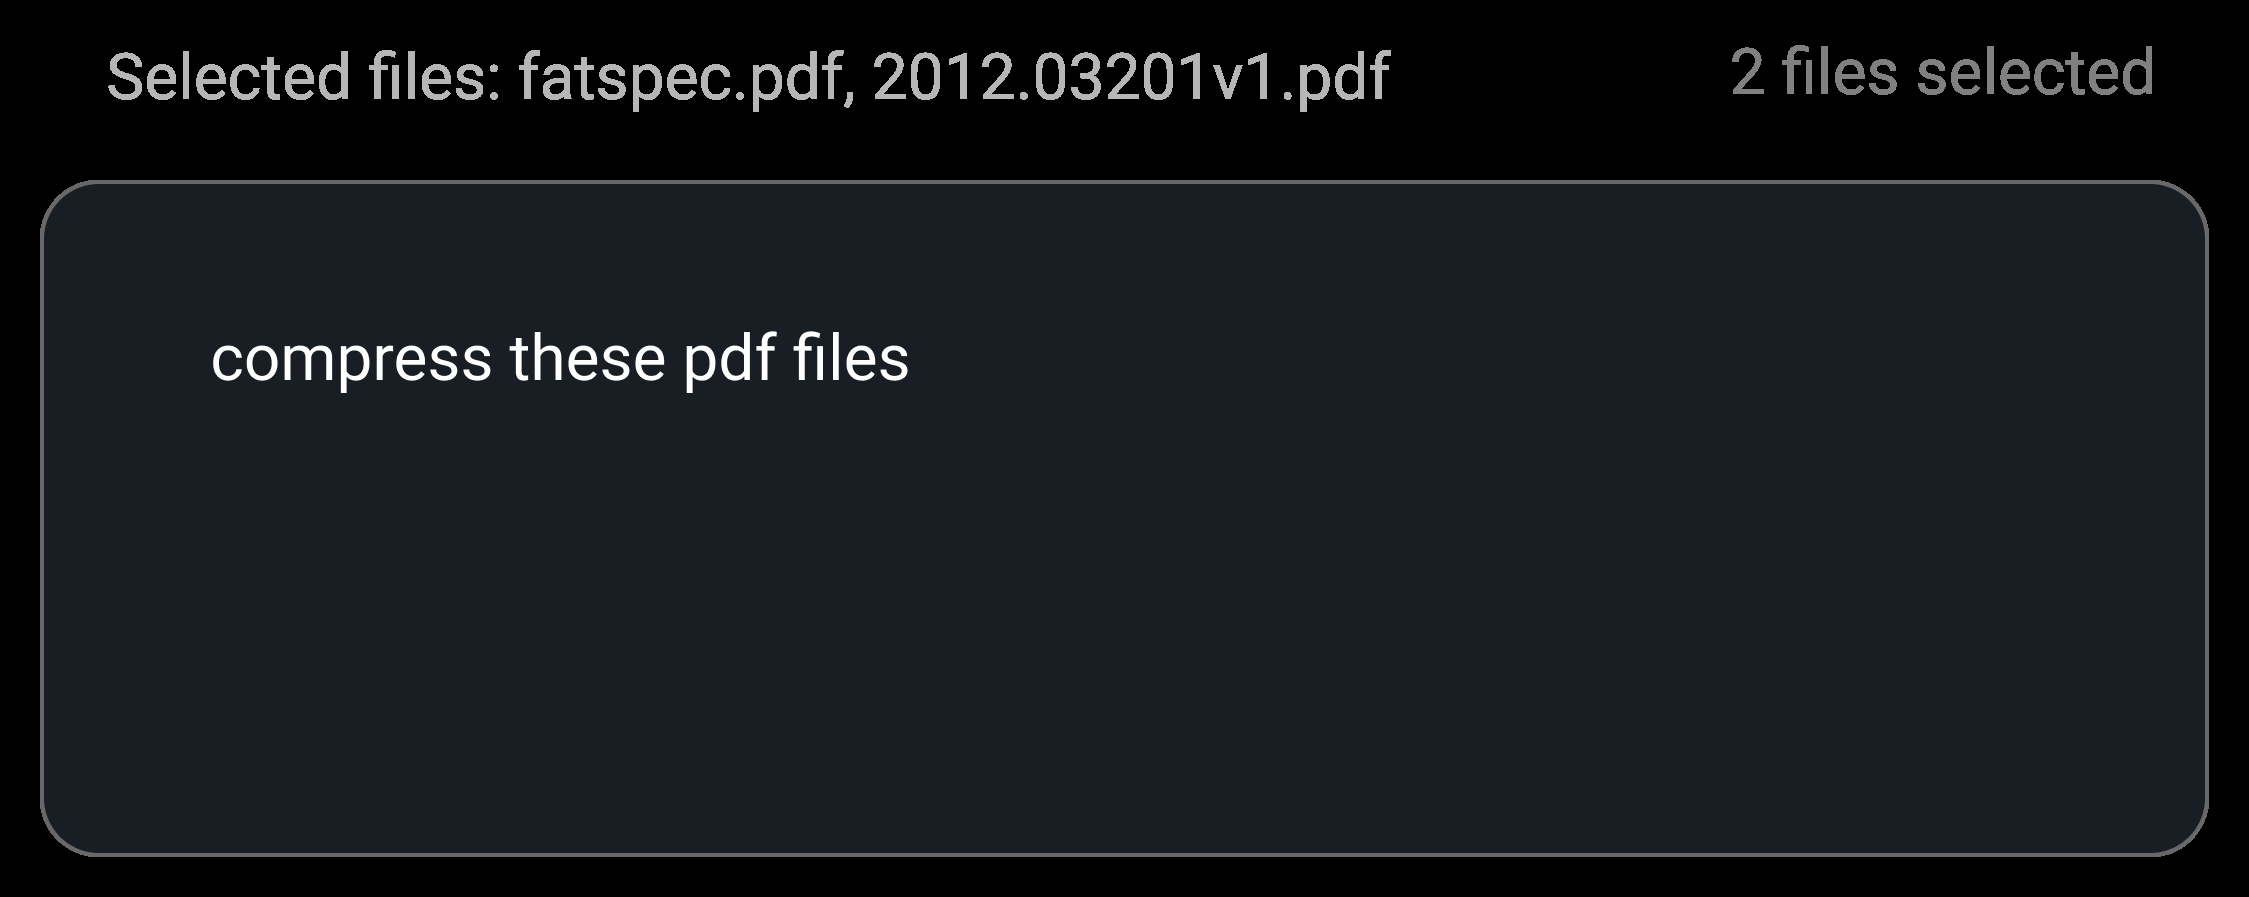 Selected files: fatspec.pdf, 2012.03201v1.pdf
2 files selected
compress these pdf files